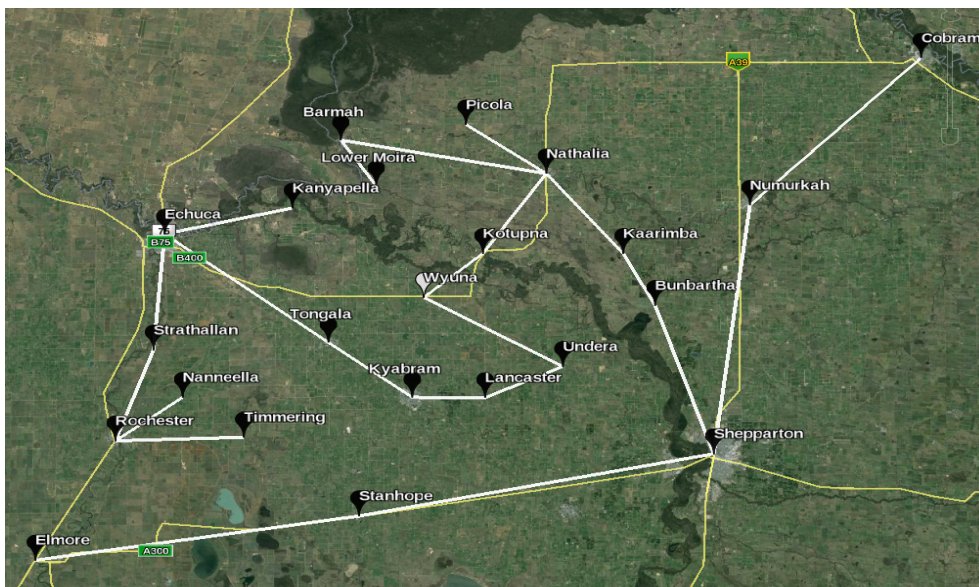 Cobram
A39
Picola
Barmah
Nathalia
Lower Moira
Numurkah
Kanyapella
Echuca
75
B75
Kotupna
Kaarimba
B400
Wyuna
Bunbartha
Tongala
Strathallan
Undera
Kyabram
Lancaster
Nanneella
Rochester
Timmering
Shepparton
Stanhope
Elmore
A300